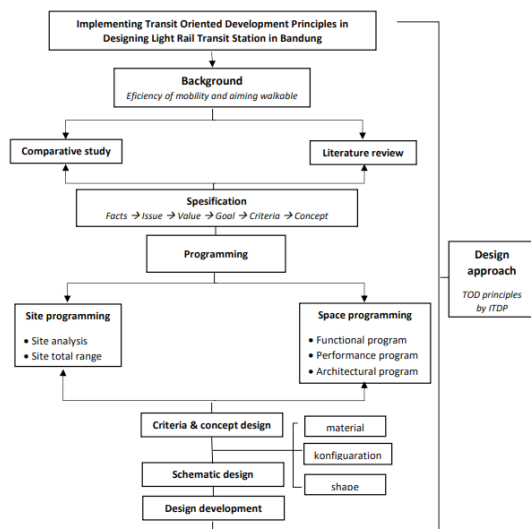 Implementing Transit Oriented Development Principles in
Designing Light Rail Transit Station in Bandung
Background
Eficiency of mobility and aiming walkable
Comparative study
Literature review
Spesification
Facts → Issue → Value → Goal → Criteria → Concept
Programming
Design
approach
TOD principles
by ITDP
Site programming
• Site analysis
• Site total range
Space programming
• Functional program
• Performance program
• Architectural program
Criteria & concept design
material
konfiguaration
shape
Schematic design
Design development